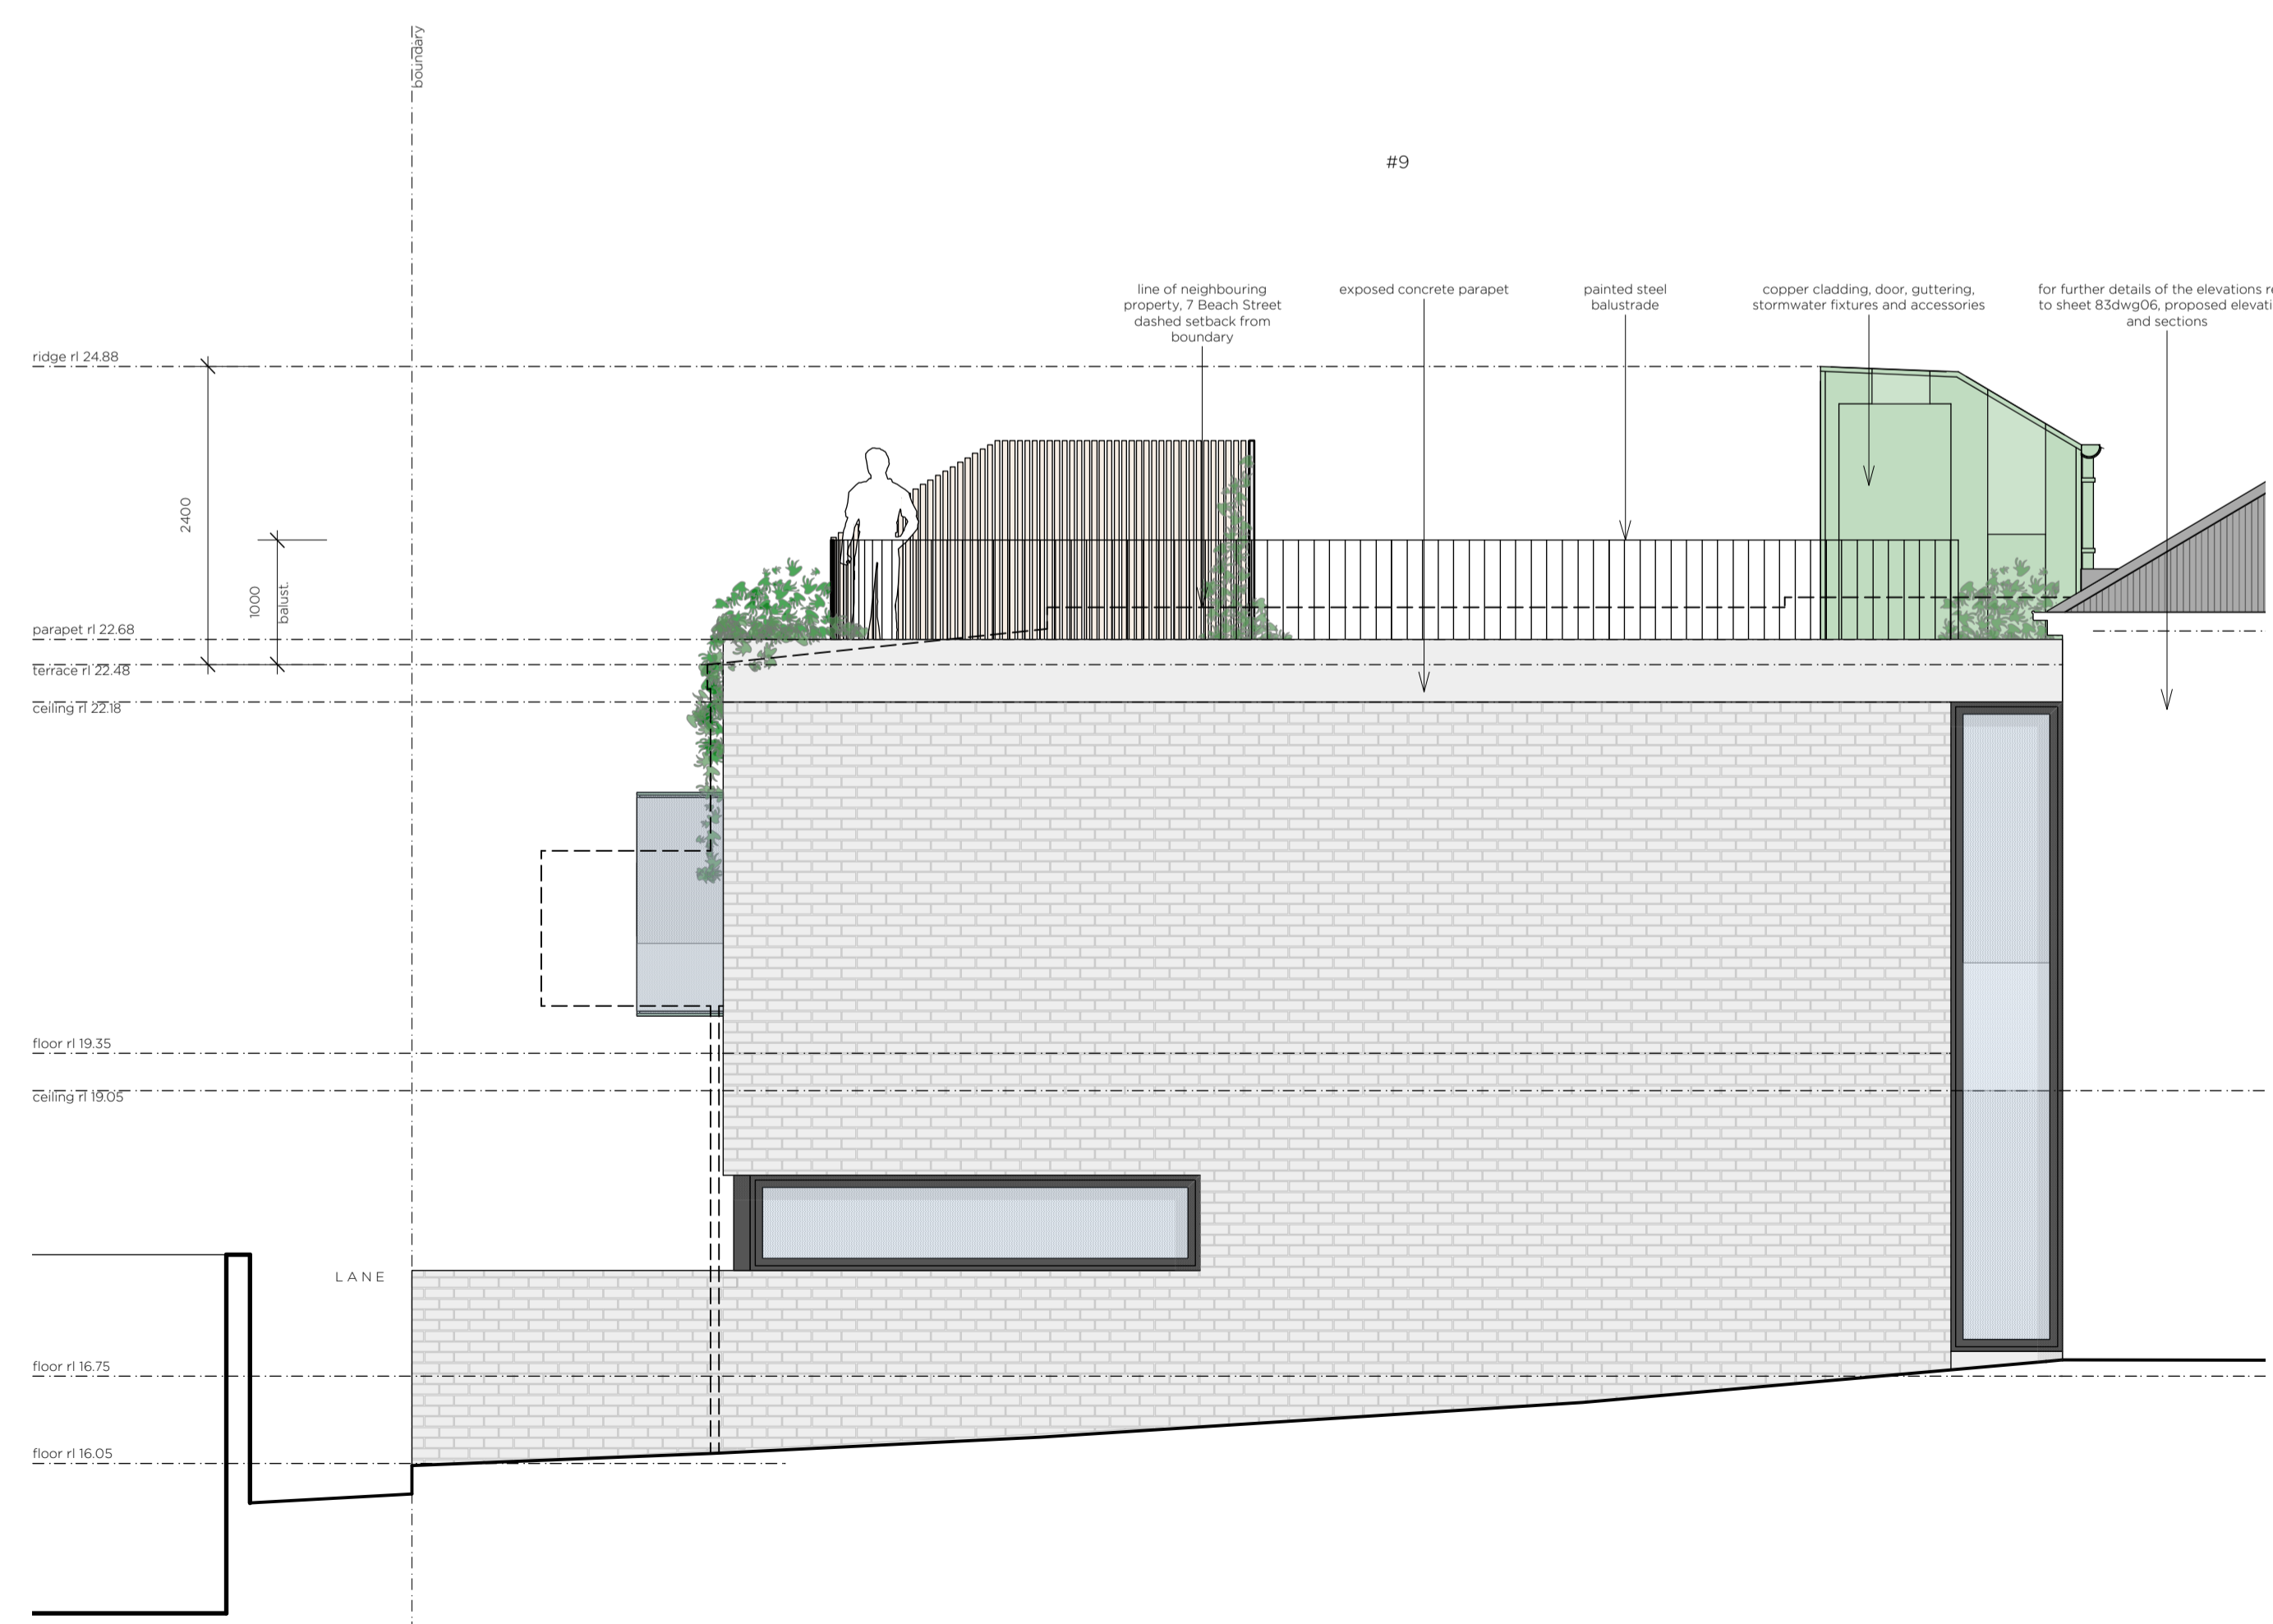 boundary
#9
line of neighbouring
property, 7 Beach Street
dashed setback from
boundary
exposed concrete parapet
painted steel
balustrade
copper cladding, door, guttering,
stormwater fixtures and accessories
for further details of the elevations re
to sheet 83dwg06, proposed elevati
and sections
ridge rl 24.88
2400
1000
balust.
parapet rl 22.68
terrace rl 22.48
ceiling rl 22.18
floor rl 19.35
ceiling rl 19.05
LANE
floor rl 16.75
floor rl 16.05